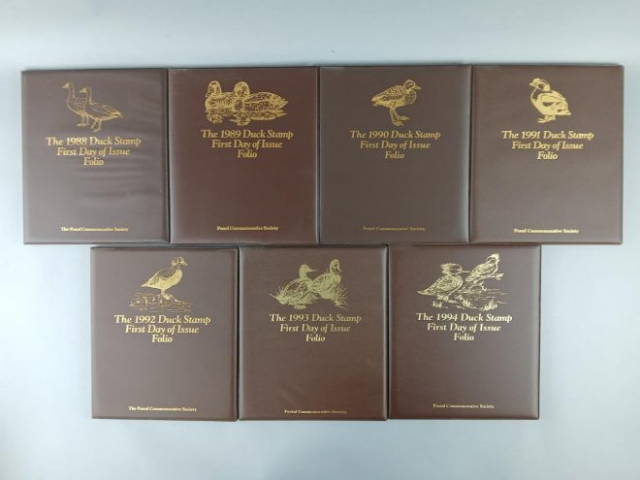 The 1988 Duck Stamp
First Day of Issue
Folio
The Postal Commemorative Society
The 1989 Duck Stamp
First Day of Issue
Folio
Postal Commemorative Society
The 1990 Duck Stamp
First Day of Issue
Folio
Postal Commemorative Society
The 1991 Duck Stamp
First Day of Issue
Folio
Postal Commemorative Society
The 1992 Duck Stamp
First Day of Issue
Folio
The Postal Commemorative Society
The 1993 Duck Stamp
First Day of Issue
Folio
Postal Commemorative Society
The 1994 Duck Stamp
First Day of Issue
Folio
Postal Commemorative Society